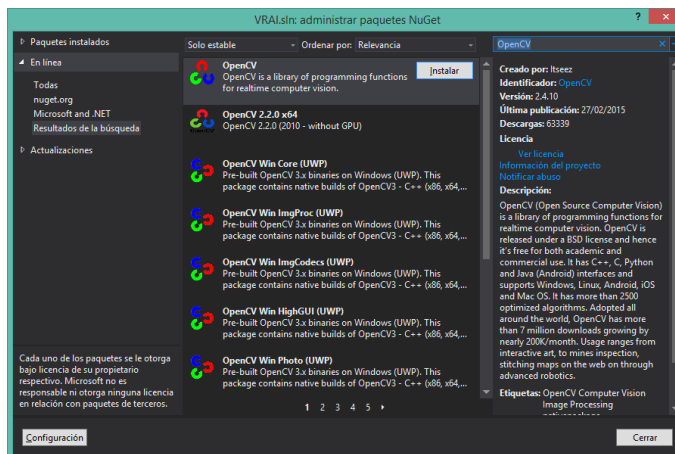 VRAI.sln: administrar paquetes NuGet
? ×
Paquetes instalados
En línea
Todas
nuget.org
Microsoft and .NET
Resultados de la búsqueda
Actualizaciones
Cada uno de los paquetes se le otorga
bajo licencia de su propietario
respectivo. Microsoft no es
responsable ni otorga ninguna licencia
en relación con paquetes de terceros.
Solo estable
Ordenar por: Relevancia
OpenCV
OpenCV is a library of programming functions
for realtime computer vision.
Instalar
OpenCV 2.2.0 x64
OpenCV 2.2.0 (2010 - without GPU)
OpenCV Win Core (UWP)
Pre-built OpenCV 3.x binaries on Windows (UWP). This
package contains native builds of OpenCV3 - C++ (x86, x64,...
OpenCV Win ImgProc (UWP)
Pre-built OpenCV 3.x binaries on Windows (UWP). This
package contains native builds of OpenCV3 - C++ (x86, x64,...
OpenCV Win ImgCodecs (UWP)
Pre-built OpenCV 3.x binaries on Windows (UWP). This
package contains native builds of OpenCV3 - C++ (x86, x64,...
OpenCV Win HighGUI (UWP)
Pre-built OpenCV 3.x binaries on Windows (UWP). This
package contains native builds of OpenCV3 - C++ (x86, x64,...
OpenCV Win Photo (UWP)
Pre-built OpenCV 3.x binaries on Windows (UWP). This
package contains native builds of OpenCV3 - C++ (x86, x64,...
1 2 3 4 5
OpenCV
Creado por: Itseez
Identificador: OpenCV
Versión: 2.4.10
Última publicación: 27/02/2015
Descargas: 63339
Licencia
Ver licencia
Información del proyecto
Notificar abuso
Descripción:
OpenCV (Open Source Computer Vision)
is a library of programming functions for
realtime computer vision. OpenCV is
released under a BSD license and hence
it's free for both academic and
commercial use. It has C++, C, Python
and Java (Android) interfaces and
supports Windows, Linux, Android, iOS
and Mac OS. It has more than 2500
optimized algorithms. Adopted all
around the world, OpenCV has more
than 7 million downloads growing by
nearly 200K/month. Usage ranges from
interactive art, to mines inspection,
stitching maps on the web on through
advanced robotics.
Etiquetas: OpenCV Computer Vision
Image Processing
Configuración
Cerrar